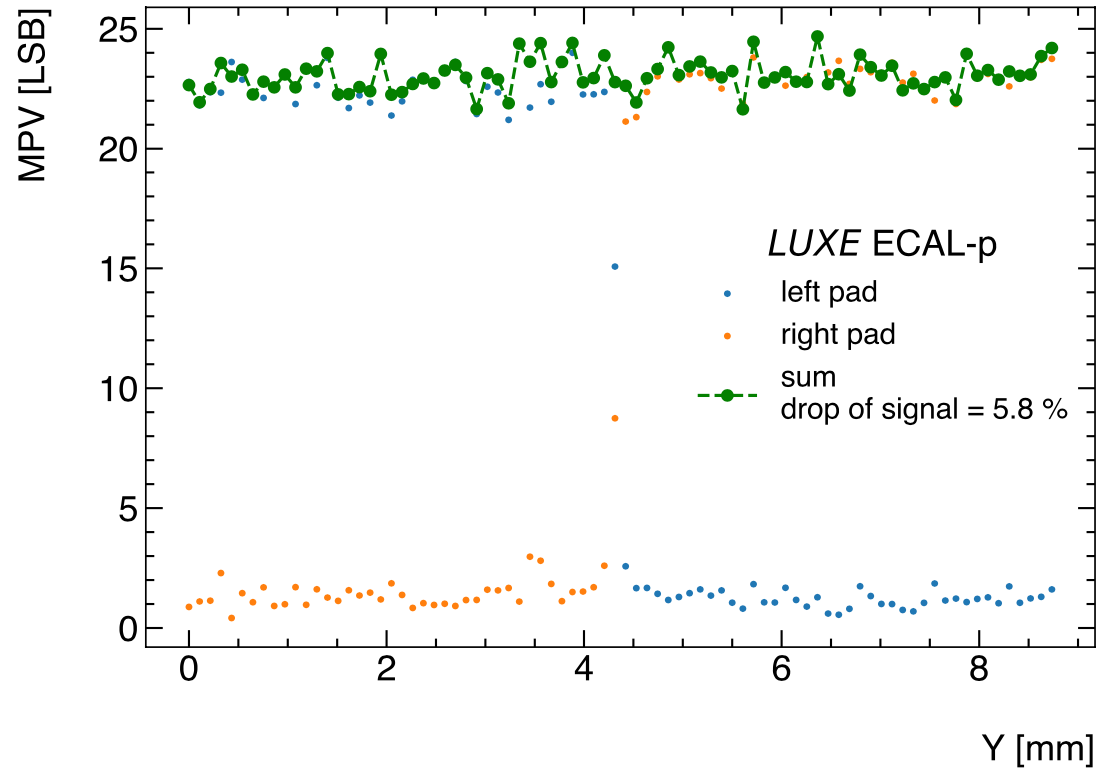 MPV [LSB]
25
20
15
10
5
0
LUXE ECAL-p
left pad
right pad
sum
drop of signal = 5.8 %
0 2 4 6 8
Y [mm]